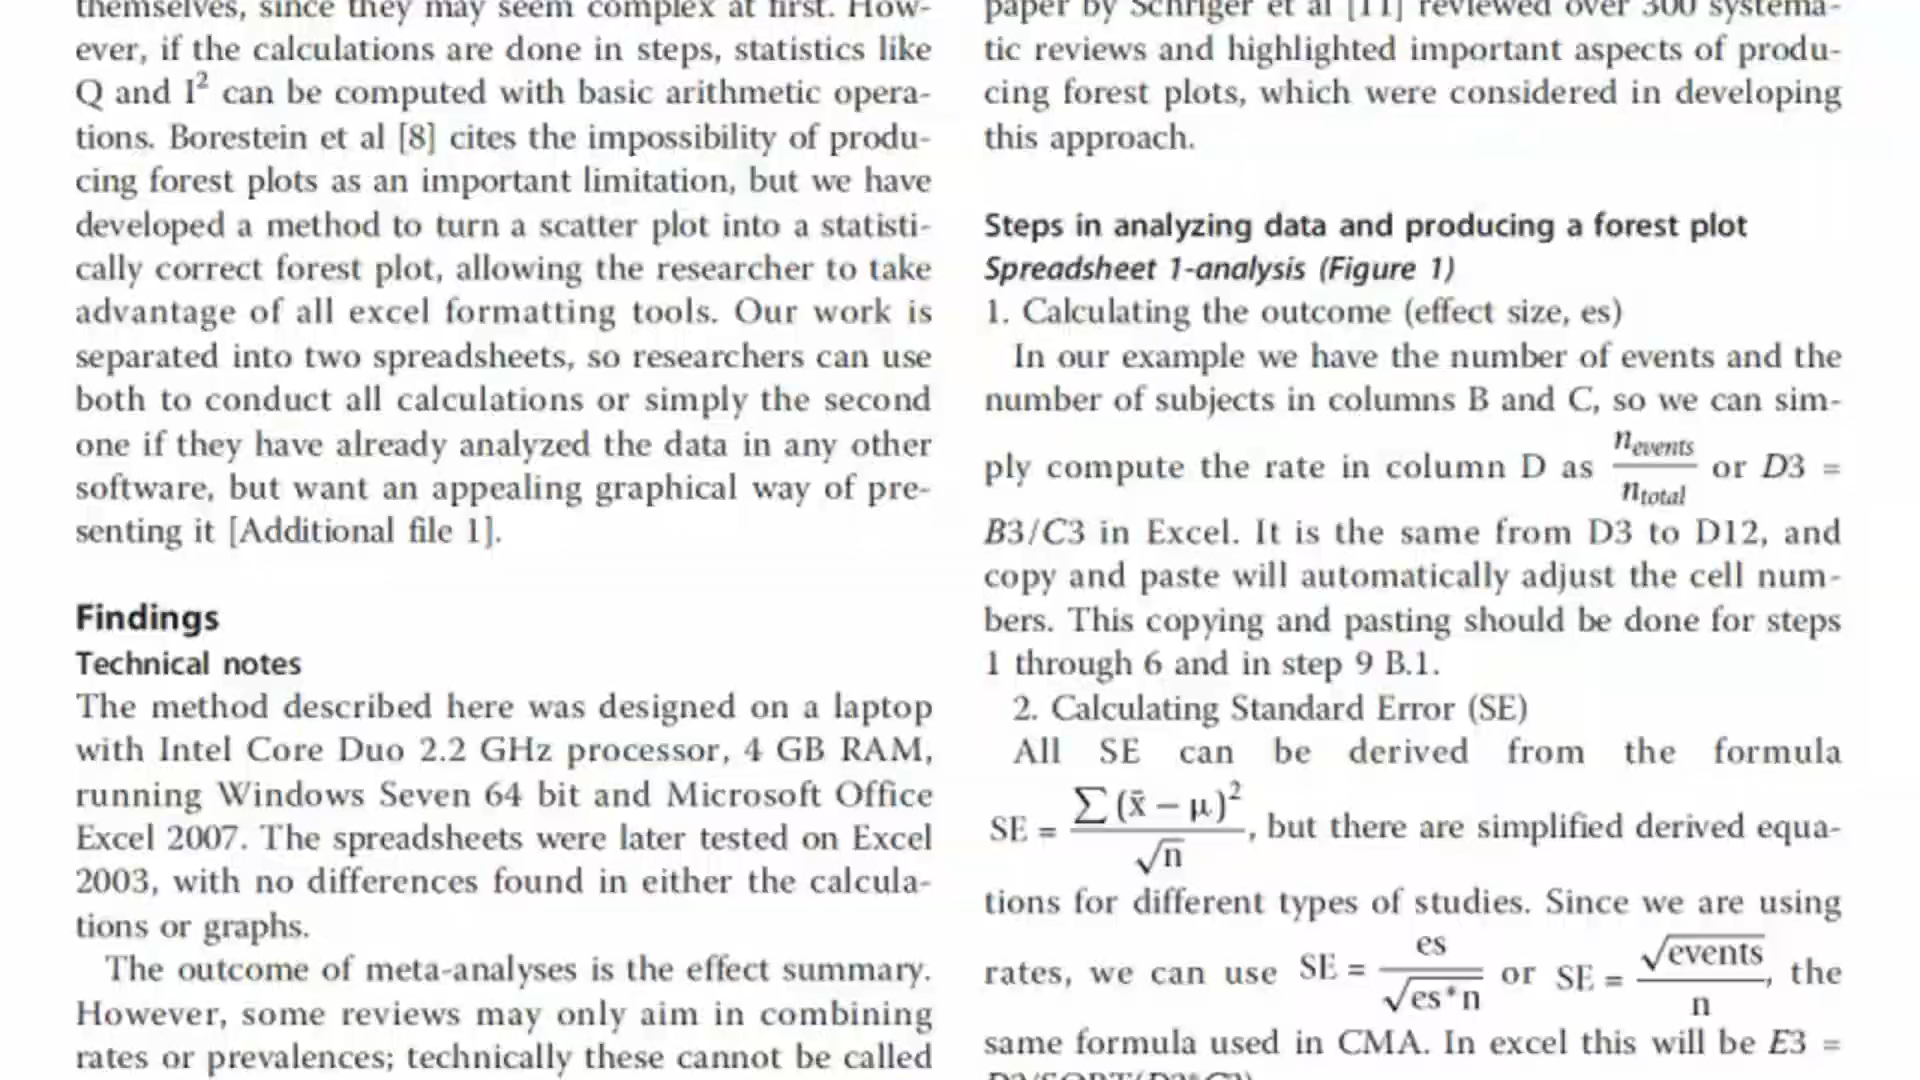 themselves, since they may seem complex at first. How-
ever, if the calculations are done in steps, statistics like
Q and I² can be computed with basic arithmetic opera-
tions. Borestein et al [8] cites the impossibility of produ-
cing forest plots as an important limitation, but we have
developed a method to turn a scatter plot into a statisti-
cally correct forest plot, allowing the researcher to take
advantage of all excel formatting tools. Our work is
separated into two spreadsheets, so researchers can use
both to conduct all calculations or simply the second
one if they have already analyzed the data in any other
software, but want an appealing graphical way of pre-
senting it [Additional file 1].
Findings
Technical notes
The method described here was designed on a laptop
with Intel Core Duo 2.2 GHz processor, 4 GB RAM,
running Windows Seven 64 bit and Microsoft Office
Excel 2007. The spreadsheets were later tested on Excel
2003, with no differences found in either the calcula-
tions or graphs.
The outcome of meta-analyses is the effect summary.
However, some reviews may only aim in combining
rates or prevalences; technically these cannot be called
paper by Schriger et al [11] reviewed over 300 systema-
tic reviews and highlighted important aspects of produ-
cing forest plots, which were considered in developing
this approach.
Steps in analyzing data and producing a forest plot
Spreadsheet 1-analysis (Figure 1)
1. Calculating the outcome (effect size, es)
In our example we have the number of events and the
number of subjects in columns B and C, so we can sim-
ply compute the rate in column D as n_events / n_total or D3 =
B3/C3 in Excel. It is the same from D3 to D12, and
copy and paste will automatically adjust the cell num-
bers. This copying and pasting should be done for steps
1 through 6 and in step 9 B.1.
2. Calculating Standard Error (SE)
All SE can be derived from the formula
SE = ∑(x̄ − μ)² / √n, but there are simplified derived equa-
tions for different types of studies. Since we are using
rates, we can use SE = es / √es*n or SE = √events / n, the
same formula used in CMA. In excel this will be E3 =